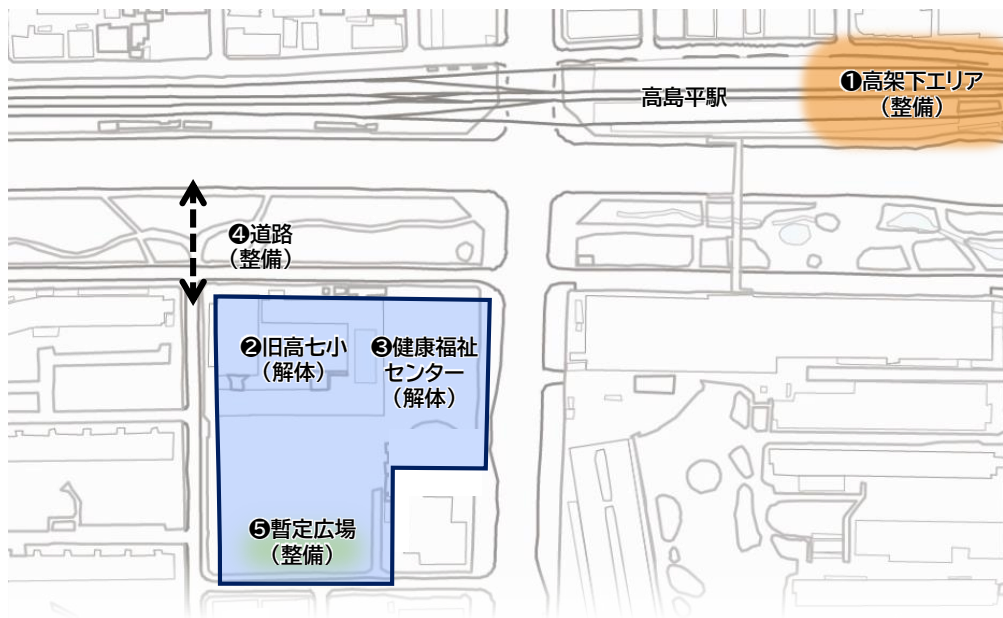 ❶高架下エリア
（整備）
高島平駅
❹道路
（整備）
❷旧高七小
（解体）
❸健康福祉
センター
（解体）
❺暫定広場
（整備）